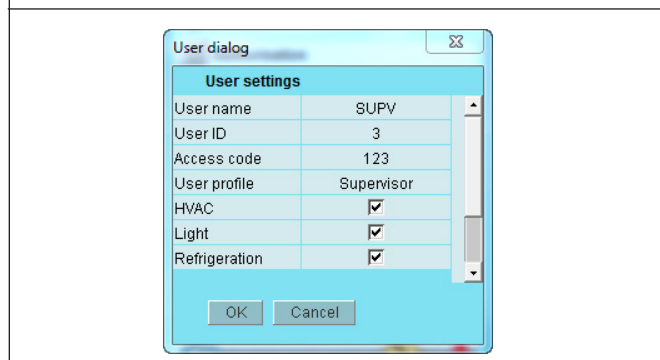 User dialog
User settings
User name SUPV
User ID 3
Access code 123
User profile Supervisor
HVAC
Light
Refrigeration
OK Cancel